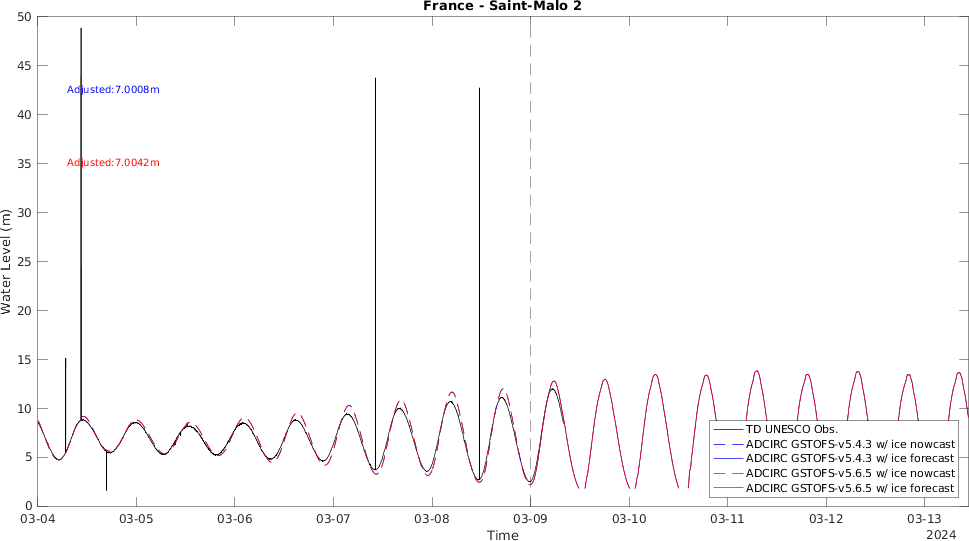 France - Saint-Malo 2
50
45
40
35
30
25
20
15
10
5
0
Water Level (m)
Adjusted:7.0008m
Adjusted:7.0042m
TD UNESCO Obs.
ADCIRC GSTOFS-v5.4.3 w/ ice nowcast
ADCIRC GSTOFS-v5.4.3 w/ ice forecast
ADCIRC GSTOFS-v5.6.5 w/ ice nowcast
ADCIRC GSTOFS-v5.6.5 w/ ice forecast
03-04 03-05 03-06 03-07 03-08 03-09 03-10 03-11 03-12 03-13
Time
2024